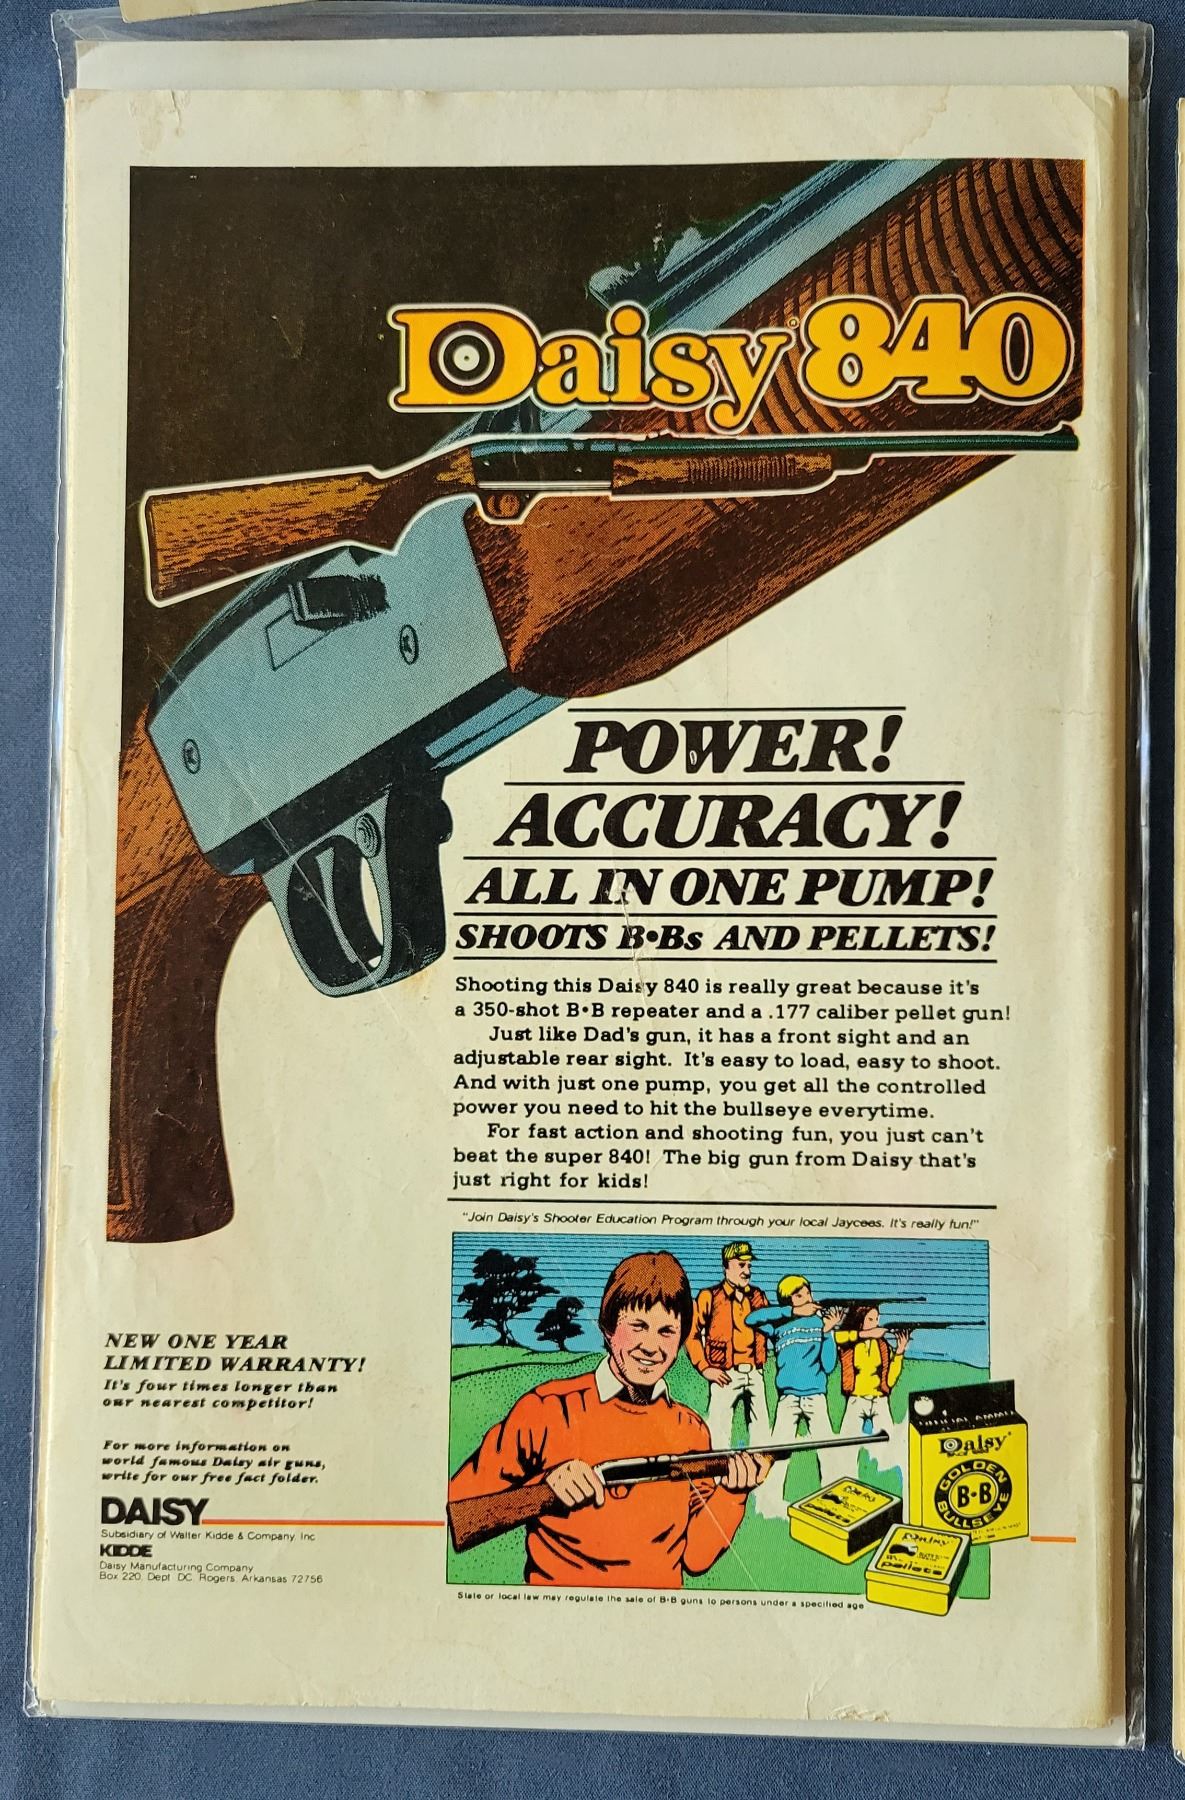 Daisy® 840
POWER!
ACCURACY!
ALL IN ONE PUMP!
SHOOTS B•Bs AND PELLETS!
Shooting this Daisy 840 is really great because it's
a 350-shot B•B repeater and a .177 caliber pellet gun!
Just like Dad's gun, it has a front sight and an
adjustable rear sight. It's easy to load, easy to shoot.
And with just one pump, you get all the controlled
power you need to hit the bullseye everytime.
For fast action and shooting fun, you just can't
beat the super 840! The big gun from Daisy that's
just right for kids!
"Join Daisy's Shooter Education Program through your local Jaycees. It's really fun!"
NEW ONE YEAR
LIMITED WARRANTY!
It's four times longer than
our nearest competitor!
For more information on
world famous Daisy air guns,
write for our free fact folder.
DAISY
Subsidiary of Walter Kidde & Company, Inc.
KIDDE
Daisy Manufacturing Company
Box 220, Dept. DC, Rogers, Arkansas 72756
Daisy®
GOLDEN
B•B
BULLSEYE
Daisy
pellets
State or local law may regulate the sale of B•B guns to persons under a specified age